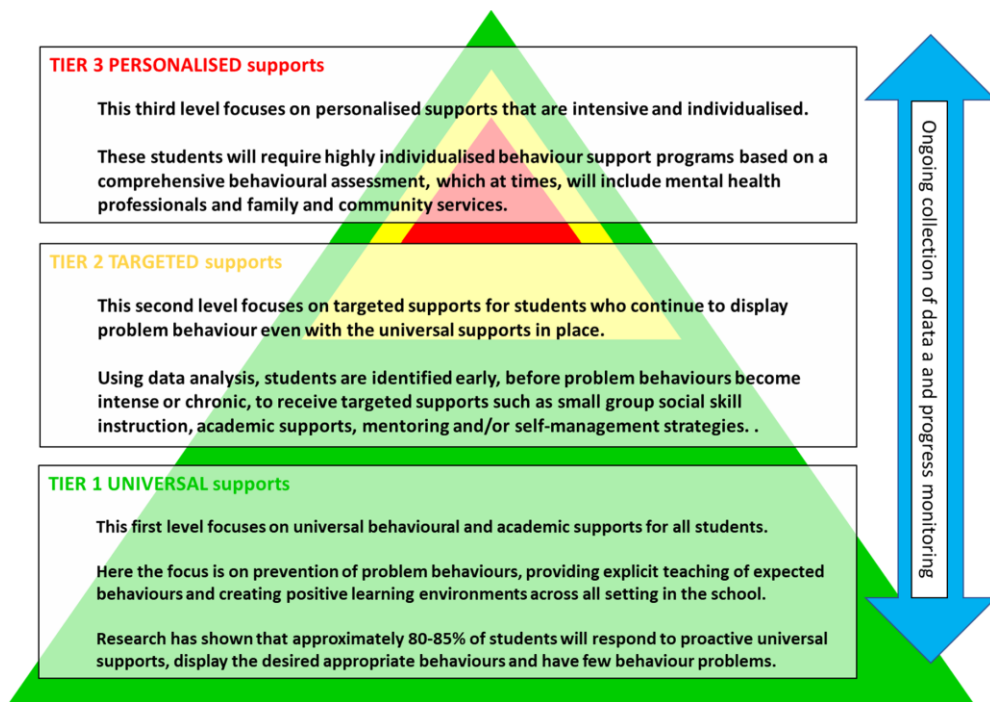 TIER 3 PERSONALISED supports
This third level focuses on personalised supports that are intensive and individualised.
These students will require highly individualised behaviour support programs based on a
comprehensive behavioural assessment, which at times, will include mental health
professionals and family and community services.
TIER 2 TARGETED supports
This second level focuses on targeted supports for students who continue to display
problem behaviour even with the universal supports in place.
Using data analysis, students are identified early, before problem behaviours become
intense or chronic, to receive targeted supports such as small group social skill
instruction, academic supports, mentoring and/or self-management strategies. .
TIER 1 UNIVERSAL supports
This first level focuses on universal behavioural and academic supports for all students.
Here the focus is on prevention of problem behaviours, providing explicit teaching of expected
behaviours and creating positive learning environments across all setting in the school.
Research has shown that approximately 80-85% of students will respond to proactive universal
supports, display the desired appropriate behaviours and have few behaviour problems.
Ongoing collection of data a and progress monitoring